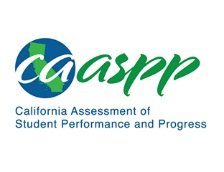 caaspp
California Assessment of
Student Performance and Progress